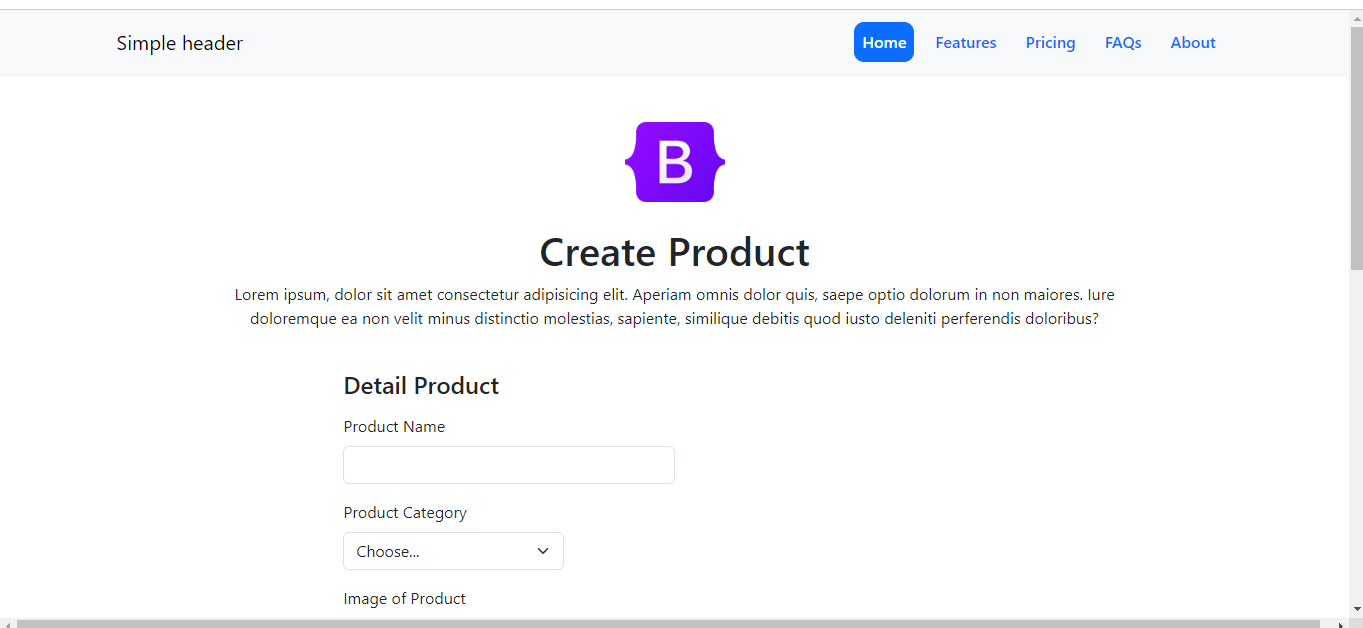 Simple header
Home Features Pricing FAQs About
B
Create Product
Lorem ipsum, dolor sit amet consectetur adipisicing elit. Aperiam omnis dolor quis, saepe optio dolorum in non maiores. Iure
doloremque ea non velit minus distinctio molestias, sapiente, similique debitis quod iusto deleniti perferendis doloribus?
Detail Product
Product Name
Product Category
Choose...
Image of Product